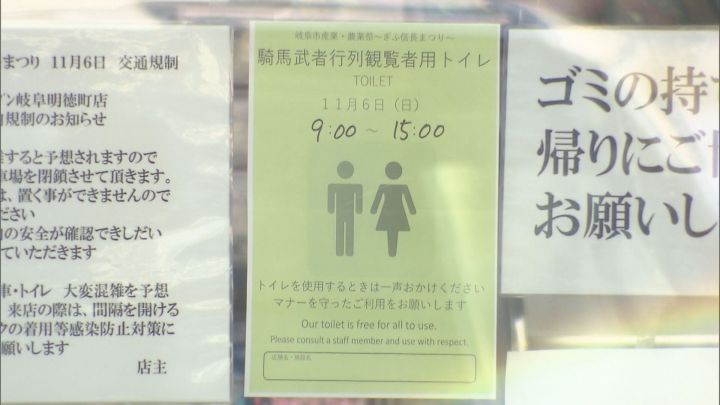 まつり 11月6日 交通規制
ン岐阜明徳町店
規制のお知らせ
すると予想されますので
車場を閉鎖させて頂きます。
は、置く事ができませんので
ださい
の安全が確認できしだい
ていただきます
車・トイレ 大変混雑を予想
来店の際は、間隔を開ける
クの着用等感染防止対策に
願いします
店主
岐阜市産業・農業祭~ぎふ信長まつり~
騎馬武者行列観覧者用トイレ
TOILET
11月6日(日)
9:00 ~ 15:00
トイレを使用するときは一声おかけください
マナーを守ったご利用をお願いします
Our toilet is free for all to use.
Please consult a staff member and use with respect.
店舗名・施設名
ゴミの持
帰りにご
お願いし